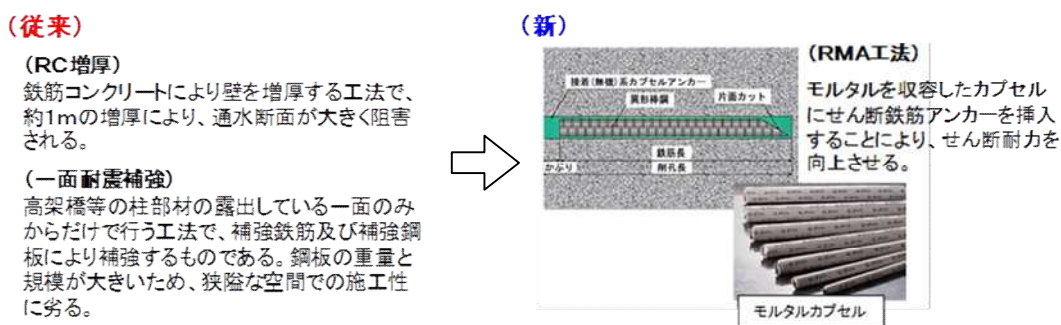 （従来）
（RC増厚）
鉄筋コンクリートにより壁を増厚する工法で、
約1mの増厚により、通水断面が大きく阻害
される。
（一面耐震補強）
高架橋等の柱部材の露出している一面のみ
からだけで行う工法で、補強鉄筋及び補強鋼
板により補強するものである。鋼板の重量と
規模が大きいため、狭隘な空間での施工性
に劣る。
（新）
接着(無機)系カプセルアンカー
異形棒鋼
片面カット
鉄筋長
かぶり
削孔長
（RMA工法）
モルタルを収容したカプセル
にせん断鉄筋アンカーを挿入
することにより、せん断耐力を
向上させる。
モルタルカプセル